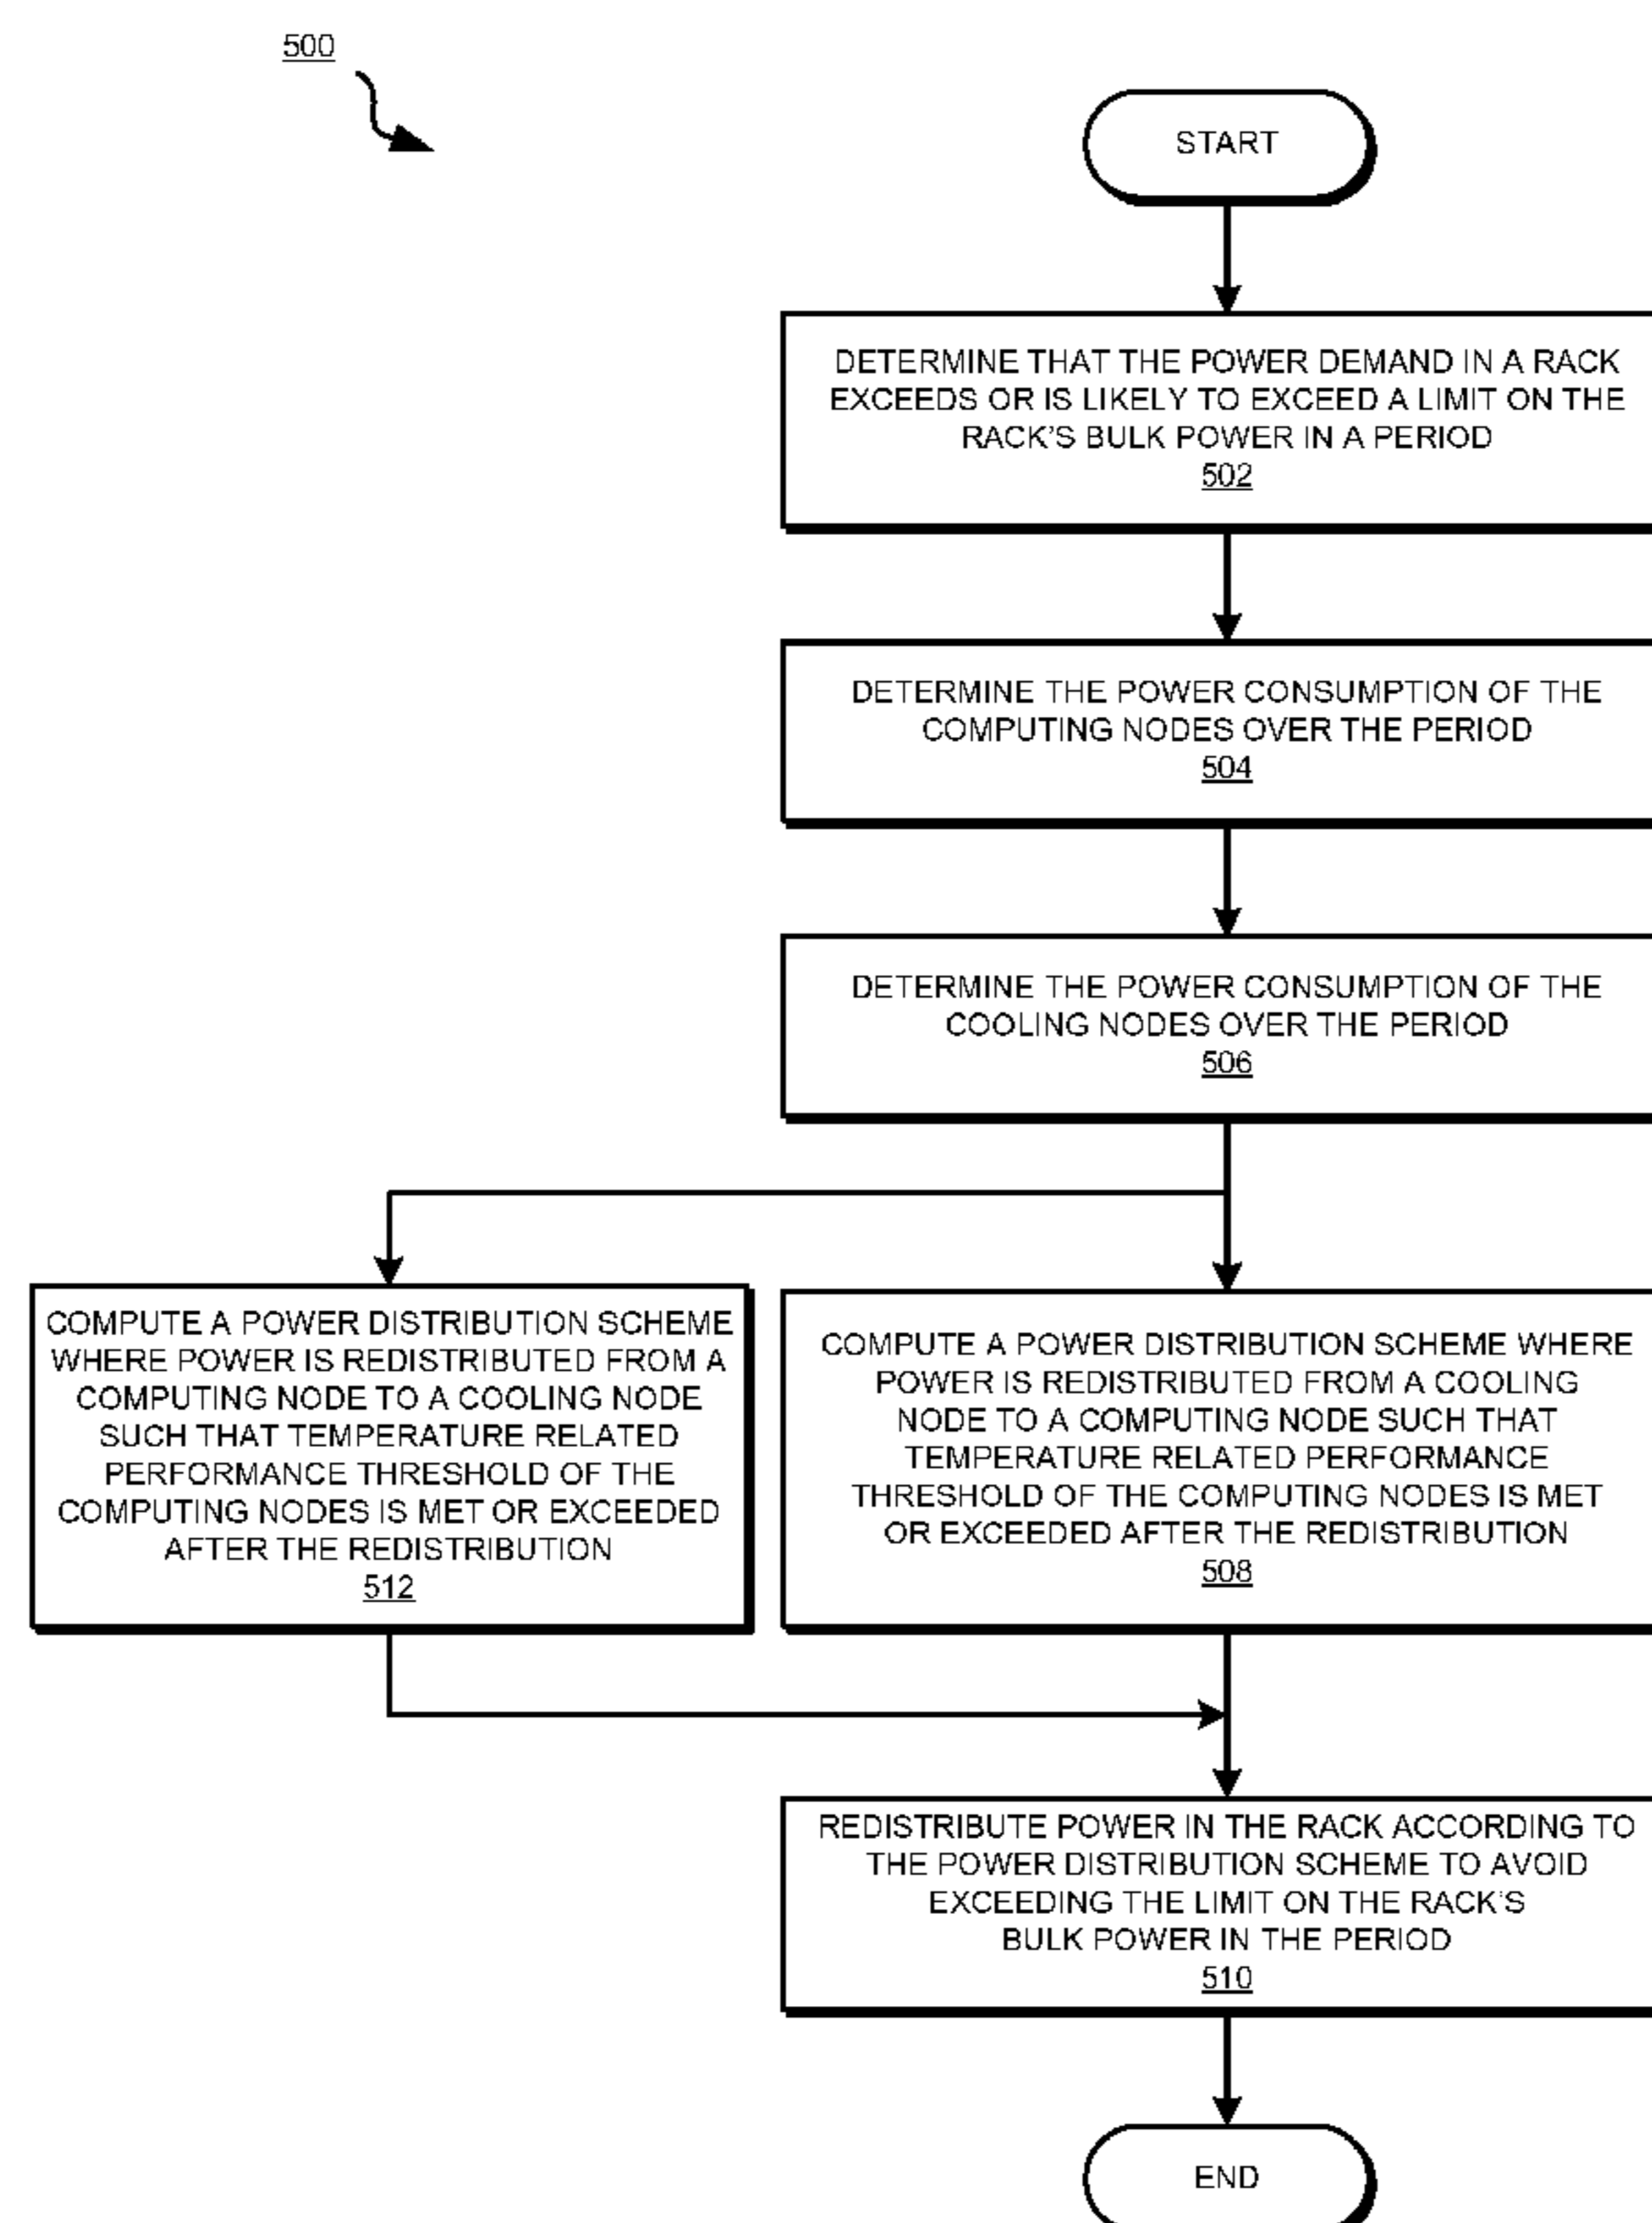 500
START
DETERMINE THAT THE POWER DEMAND IN A RACK
EXCEEDS OR IS LIKELY TO EXCEED A LIMIT ON THE
RACK'S BULK POWER IN A PERIOD
502
DETERMINE THE POWER CONSUMPTION OF THE
COMPUTING NODES OVER THE PERIOD
504
DETERMINE THE POWER CONSUMPTION OF THE
COOLING NODES OVER THE PERIOD
506
COMPUTE A POWER DISTRIBUTION SCHEME
WHERE POWER IS REDISTRIBUTED FROM A
COMPUTING NODE TO A COOLING NODE
SUCH THAT TEMPERATURE RELATED
PERFORMANCE THRESHOLD OF THE
COMPUTING NODES IS MET OR EXCEEDED
AFTER THE REDISTRIBUTION
512
COMPUTE A POWER DISTRIBUTION SCHEME WHERE
POWER IS REDISTRIBUTED FROM A COOLING
NODE TO A COMPUTING NODE SUCH THAT
TEMPERATURE RELATED PERFORMANCE
THRESHOLD OF THE COMPUTING NODES IS MET
OR EXCEEDED AFTER THE REDISTRIBUTION
508
REDISTRIBUTE POWER IN THE RACK ACCORDING TO
THE POWER DISTRIBUTION SCHEME TO AVOID
EXCEEDING THE LIMIT ON THE RACK'S
BULK POWER IN THE PERIOD
510
END